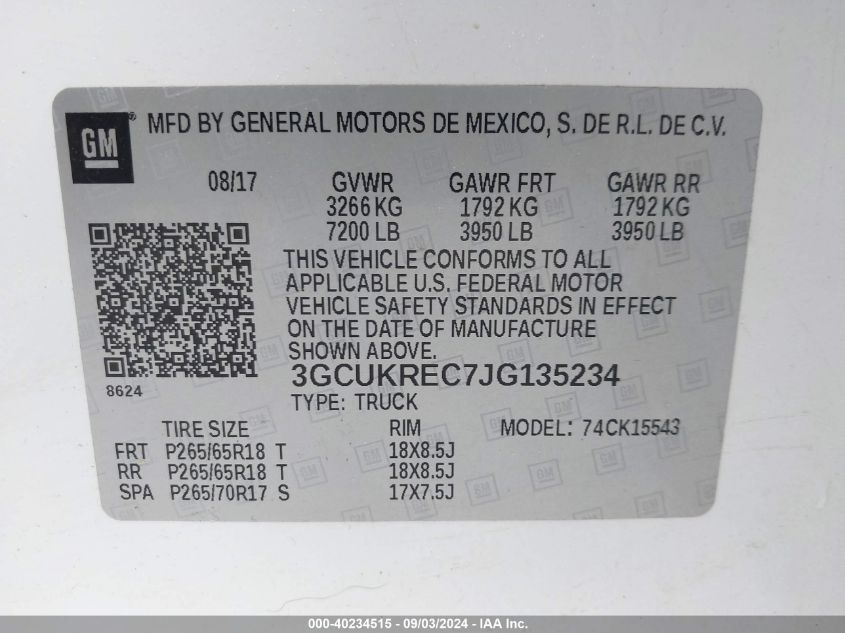 GM® MFD BY GENERAL MOTORS DE MEXICO, S. DE R.L. DE C.V.
08/17 GVWR GAWR FRT GAWR RR
3266 KG 1792 KG 1792 KG
7200 LB 3950 LB 3950 LB
THIS VEHICLE CONFORMS TO ALL
APPLICABLE U.S. FEDERAL MOTOR
VEHICLE SAFETY STANDARDS IN EFFECT
ON THE DATE OF MANUFACTURE
SHOWN ABOVE.
3GCUKREC7JG135234
8624
TYPE: TRUCK
TIRE SIZE RIM MODEL: 74CK15543
FRT P265/65R18 T 18X8.5J
RR P265/65R18 T 18X8.5J
SPA P265/70R17 S 17X7.5J
000-40234515 - 09/03/2024 - IAA Inc.